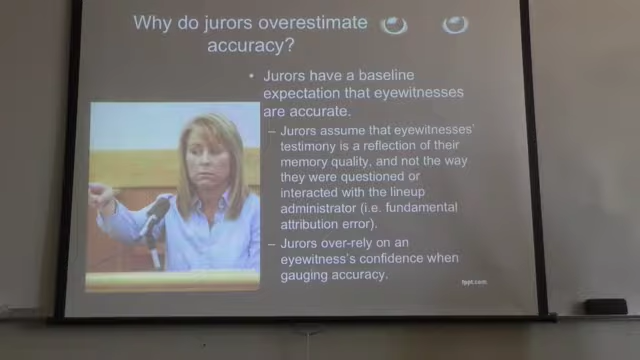 Why do jurors overestimate
accuracy?
• Jurors have a baseline
expectation that eyewitnesses
are accurate.
– Jurors assume that eyewitnesses'
testimony is a reflection of their
memory quality, and not the way
they were questioned or
interacted with the lineup
administrator (i.e. fundamental
attribution error).
– Jurors over-rely on an
eyewitness's confidence when
gauging accuracy.
fppt.com